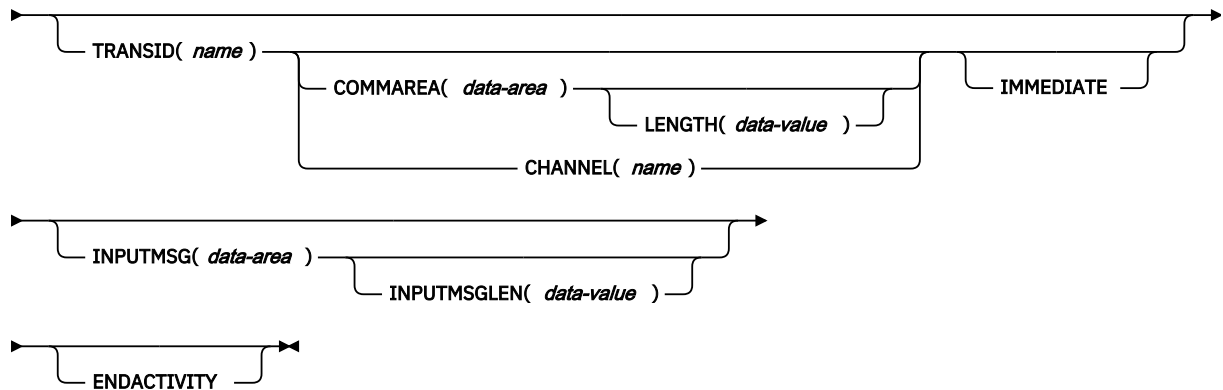 TRANSID( name )
COMMAREA( data-area ) IMMEDIATE
LENGTH( data-value )
CHANNEL( name )
INPUTMSG( data-area )
INPUTMSGLEN( data-value )
ENDACTIVITY